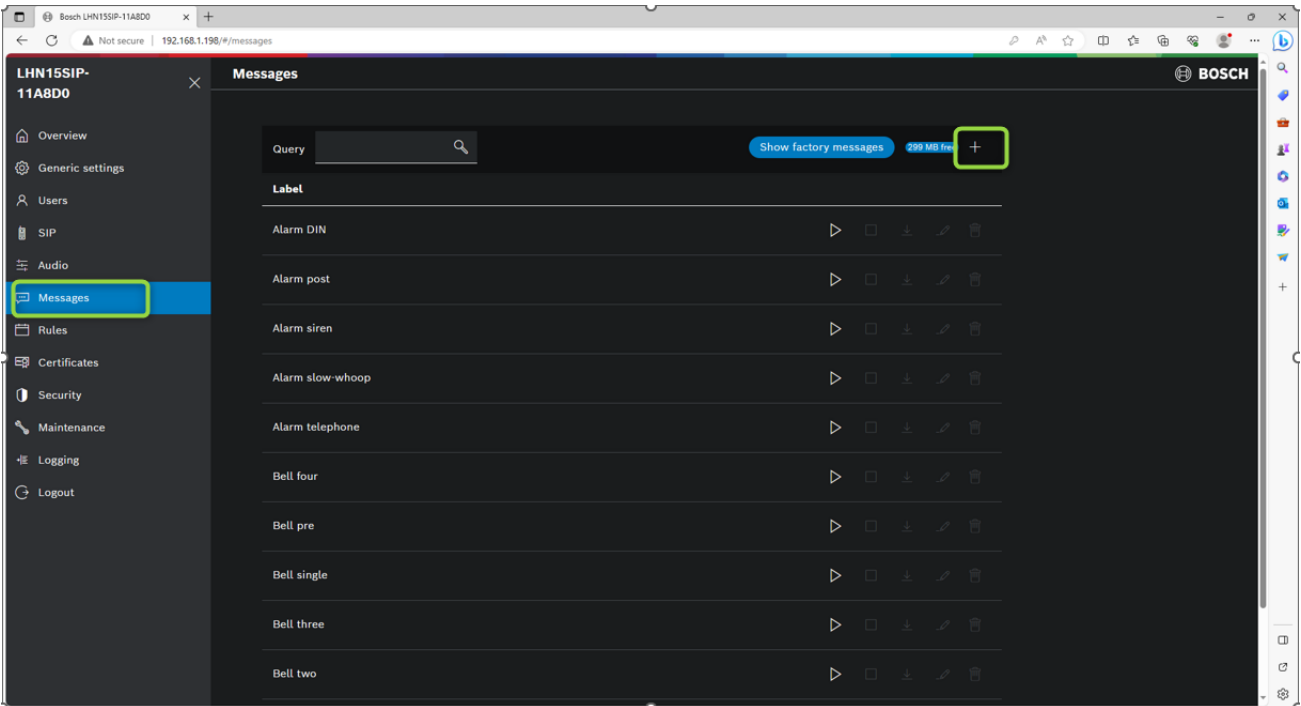 Bosch LHN15SIP-11A8D0
Not secure | 192.168.1.198/#/messages
LHN15SIP-
11A8D0
Messages
BOSCH
Overview
Generic settings
Users
SIP
Audio
Messages
Rules
Certificates
Security
Maintenance
Logging
Logout
Query
Show factory messages
299 MB free
Label
Alarm DIN
Alarm post
Alarm siren
Alarm slow-whoop
Alarm telephone
Bell four
Bell pre
Bell single
Bell three
Bell two